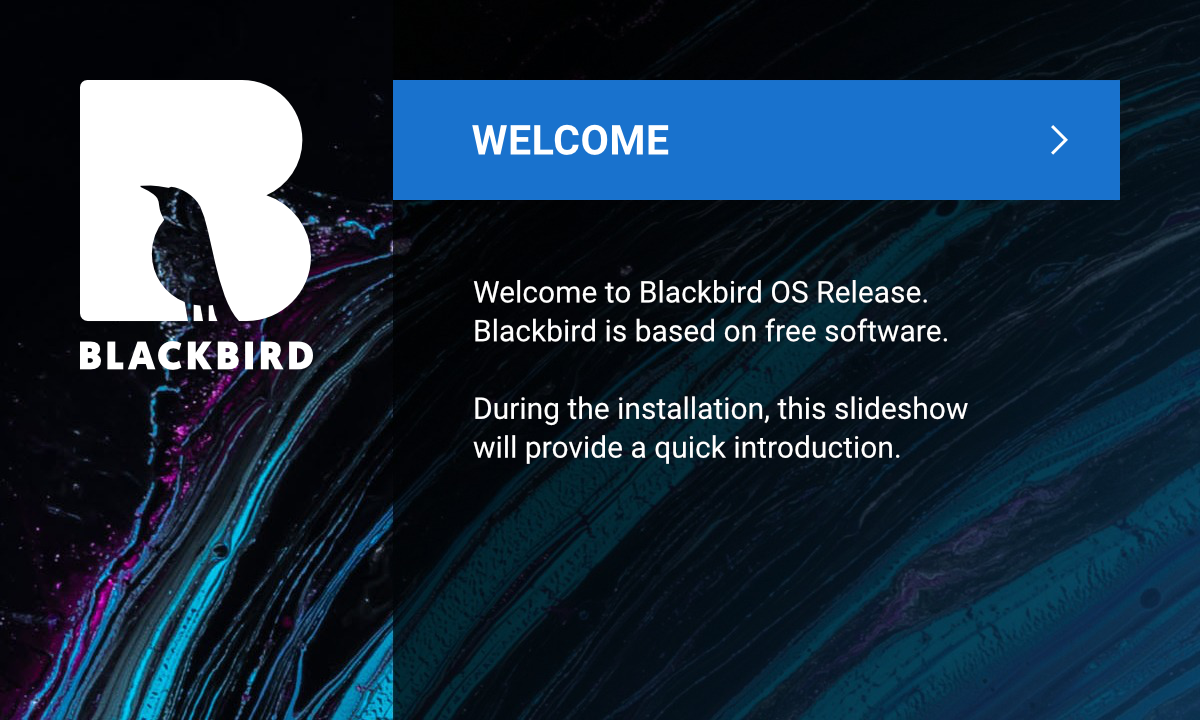 BLACKBIRD
WELCOME
Welcome to Blackbird OS Release.
Blackbird is based on free software.
During the installation, this slideshow
will provide a quick introduction.